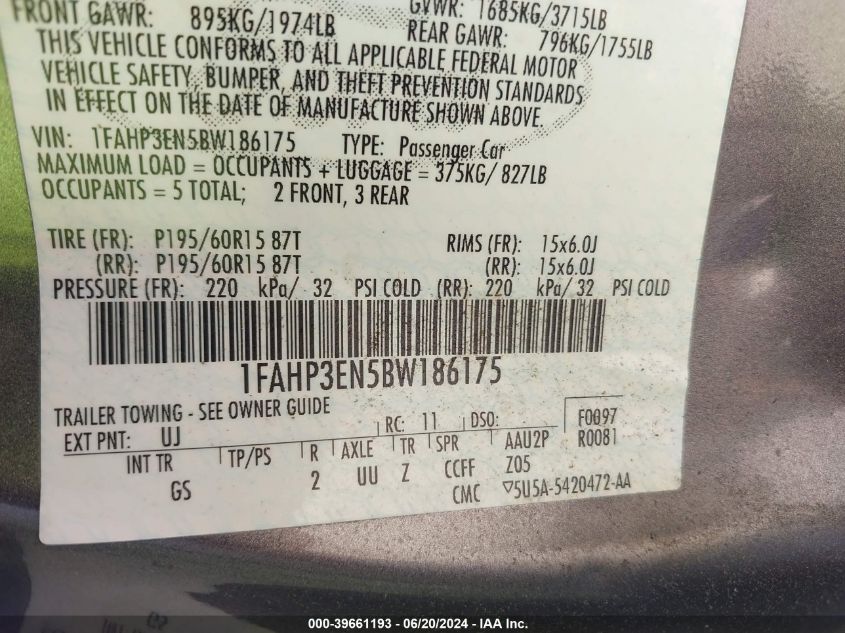 FRONT GAWR: 895KG/1974LB GVWR: 1685KG/3715LB
REAR GAWR: 796KG/1755LB
THIS VEHICLE CONFORMS TO ALL APPLICABLE FEDERAL MOTOR
VEHICLE SAFETY, BUMPER, AND THEFT PREVENTION STANDARDS
IN EFFECT ON THE DATE OF MANUFACTURE SHOWN ABOVE.
VIN: 1FAHP3EN5BW186175 TYPE: Passenger Car
MAXIMUM LOAD = OCCUPANTS + LUGGAGE = 375KG/ 827LB
OCCUPANTS = 5 TOTAL; 2 FRONT, 3 REAR
TIRE (FR): P195/60R15 87T RIMS (FR): 15x6.0J
(RR): P195/60R15 87T (RR): 15x6.0J
PRESSURE (FR): 220 kPa/ 32 PSI COLD (RR): 220 kPa/ 32 PSI COLD
1FAHP3EN5BW186175
TRAILER TOWING - SEE OWNER GUIDE
EXT PNT: UJ RC: 11 DSO: F0097
R0081
INT TR TP/PS R AXLE TR SPR AAU2P
GS 2 UU Z CCFF Z05
CMC ▽5U5A-5420472-AA
000-39661193 - 06/20/2024 - IAA Inc.